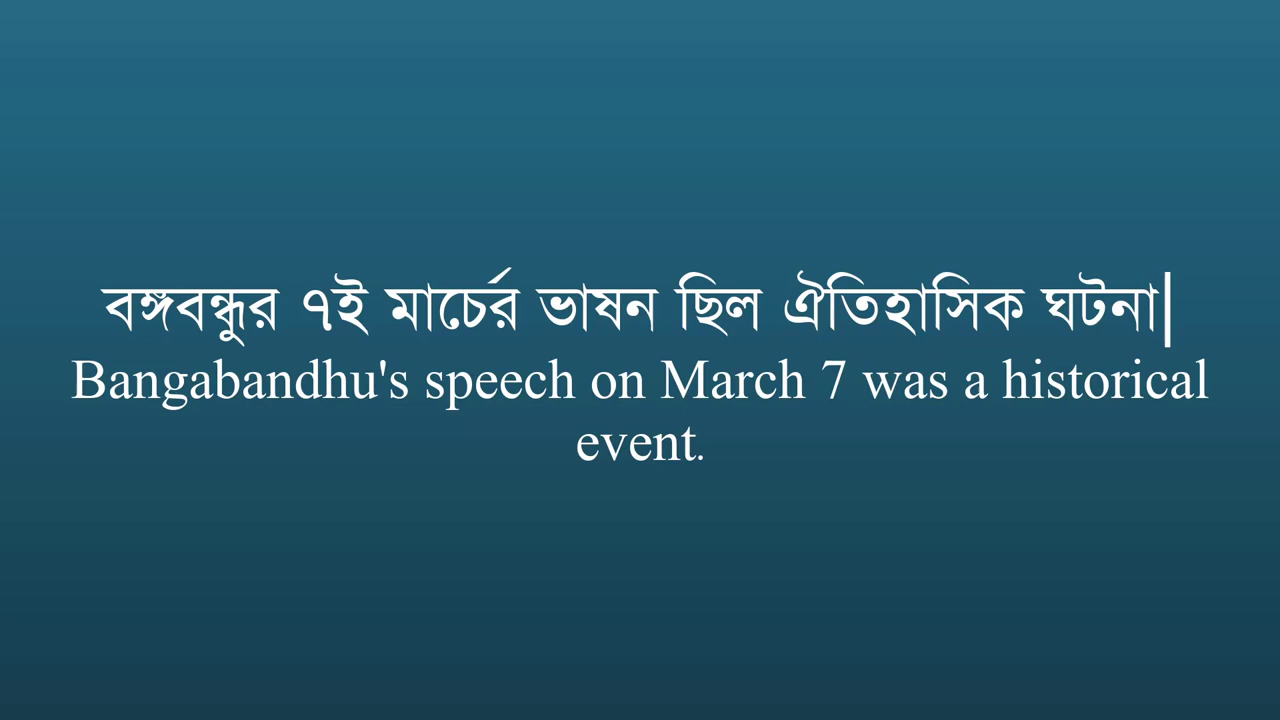 বঙ্গবন্ধুর ৭ই মার্চের ভাষন ছিল ঐতিহাসিক ঘটনা|
Bangabandhu's speech on March 7 was a historical
event.